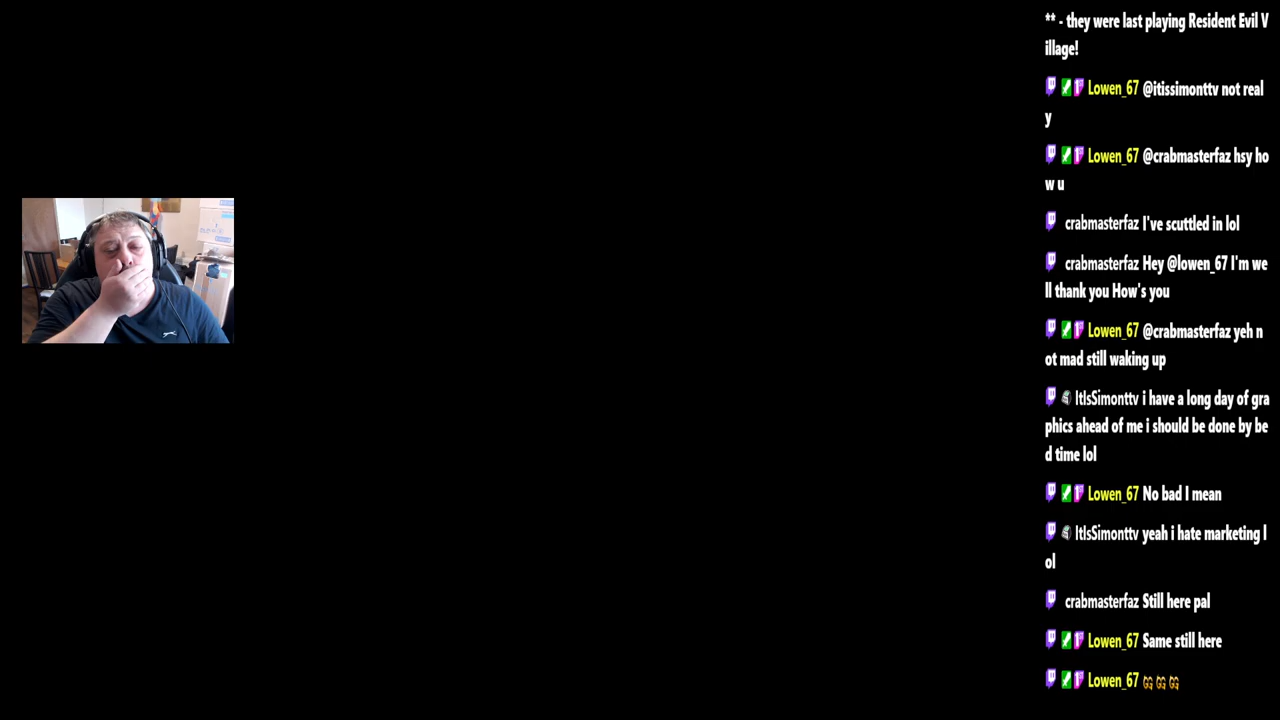 ** - they were last playing Resident Evil V
illage!
Lowen_67 @itissimonttv not real
y
Lowen_67 @crabmasterfaz hsy ho
w u
crabmasterfaz I've scuttled in lol
crabmasterfaz Hey @lowen_67 I'm we
ll thank you How's you
Lowen_67 @crabmasterfaz yeh n
ot mad still waking up
ItIsSimonttv i have a long day of gra
phics ahead of me i should be done by be
d time lol
Lowen_67 No bad I mean
ItIsSimonttv yeah i hate marketing l
ol
crabmasterfaz Still here pal
Lowen_67 Same still here
Lowen_67